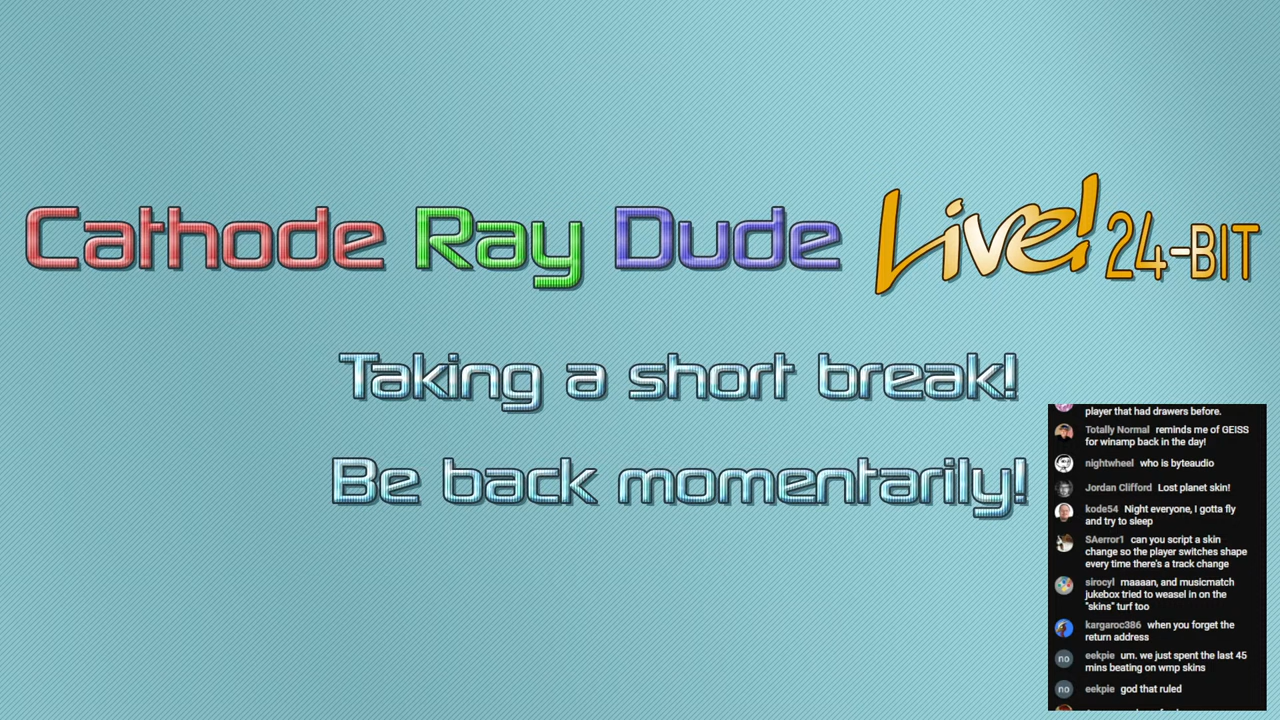 Cathode Ray Dude Live! 24-BIT
Taking a short break!
Be back momentarily!
player that had drawers before.
Totally Normal reminds me of GEISS
for winamp back in the day!
nightwheel who is byteaudio
Jordan Clifford Lost planet skin!
kode54 Night everyone, I gotta fly
and try to sleep
SAerror1 can you script a skin
change so the player switches shape
every time there's a track change
sirocyl maaaan, and musicmatch
jukebox tried to weasel in on the
"skins" turf too
kargaroc386 when you forget the
return address
no eekpie um. we just spent the last 45
mins beating on wmp skins
no eekpie god that ruled